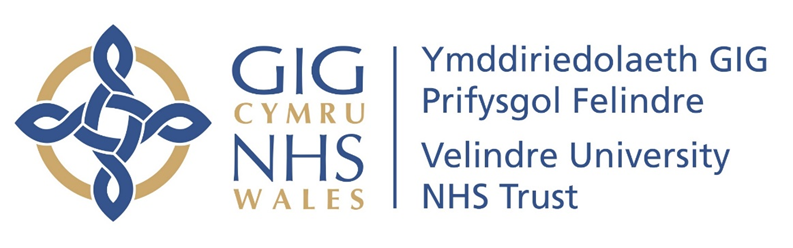 GIG
CYMRU
NHS
WALES
Ymddiriedolaeth GIG
Prifysgol Felindre
Velindre University
NHS Trust